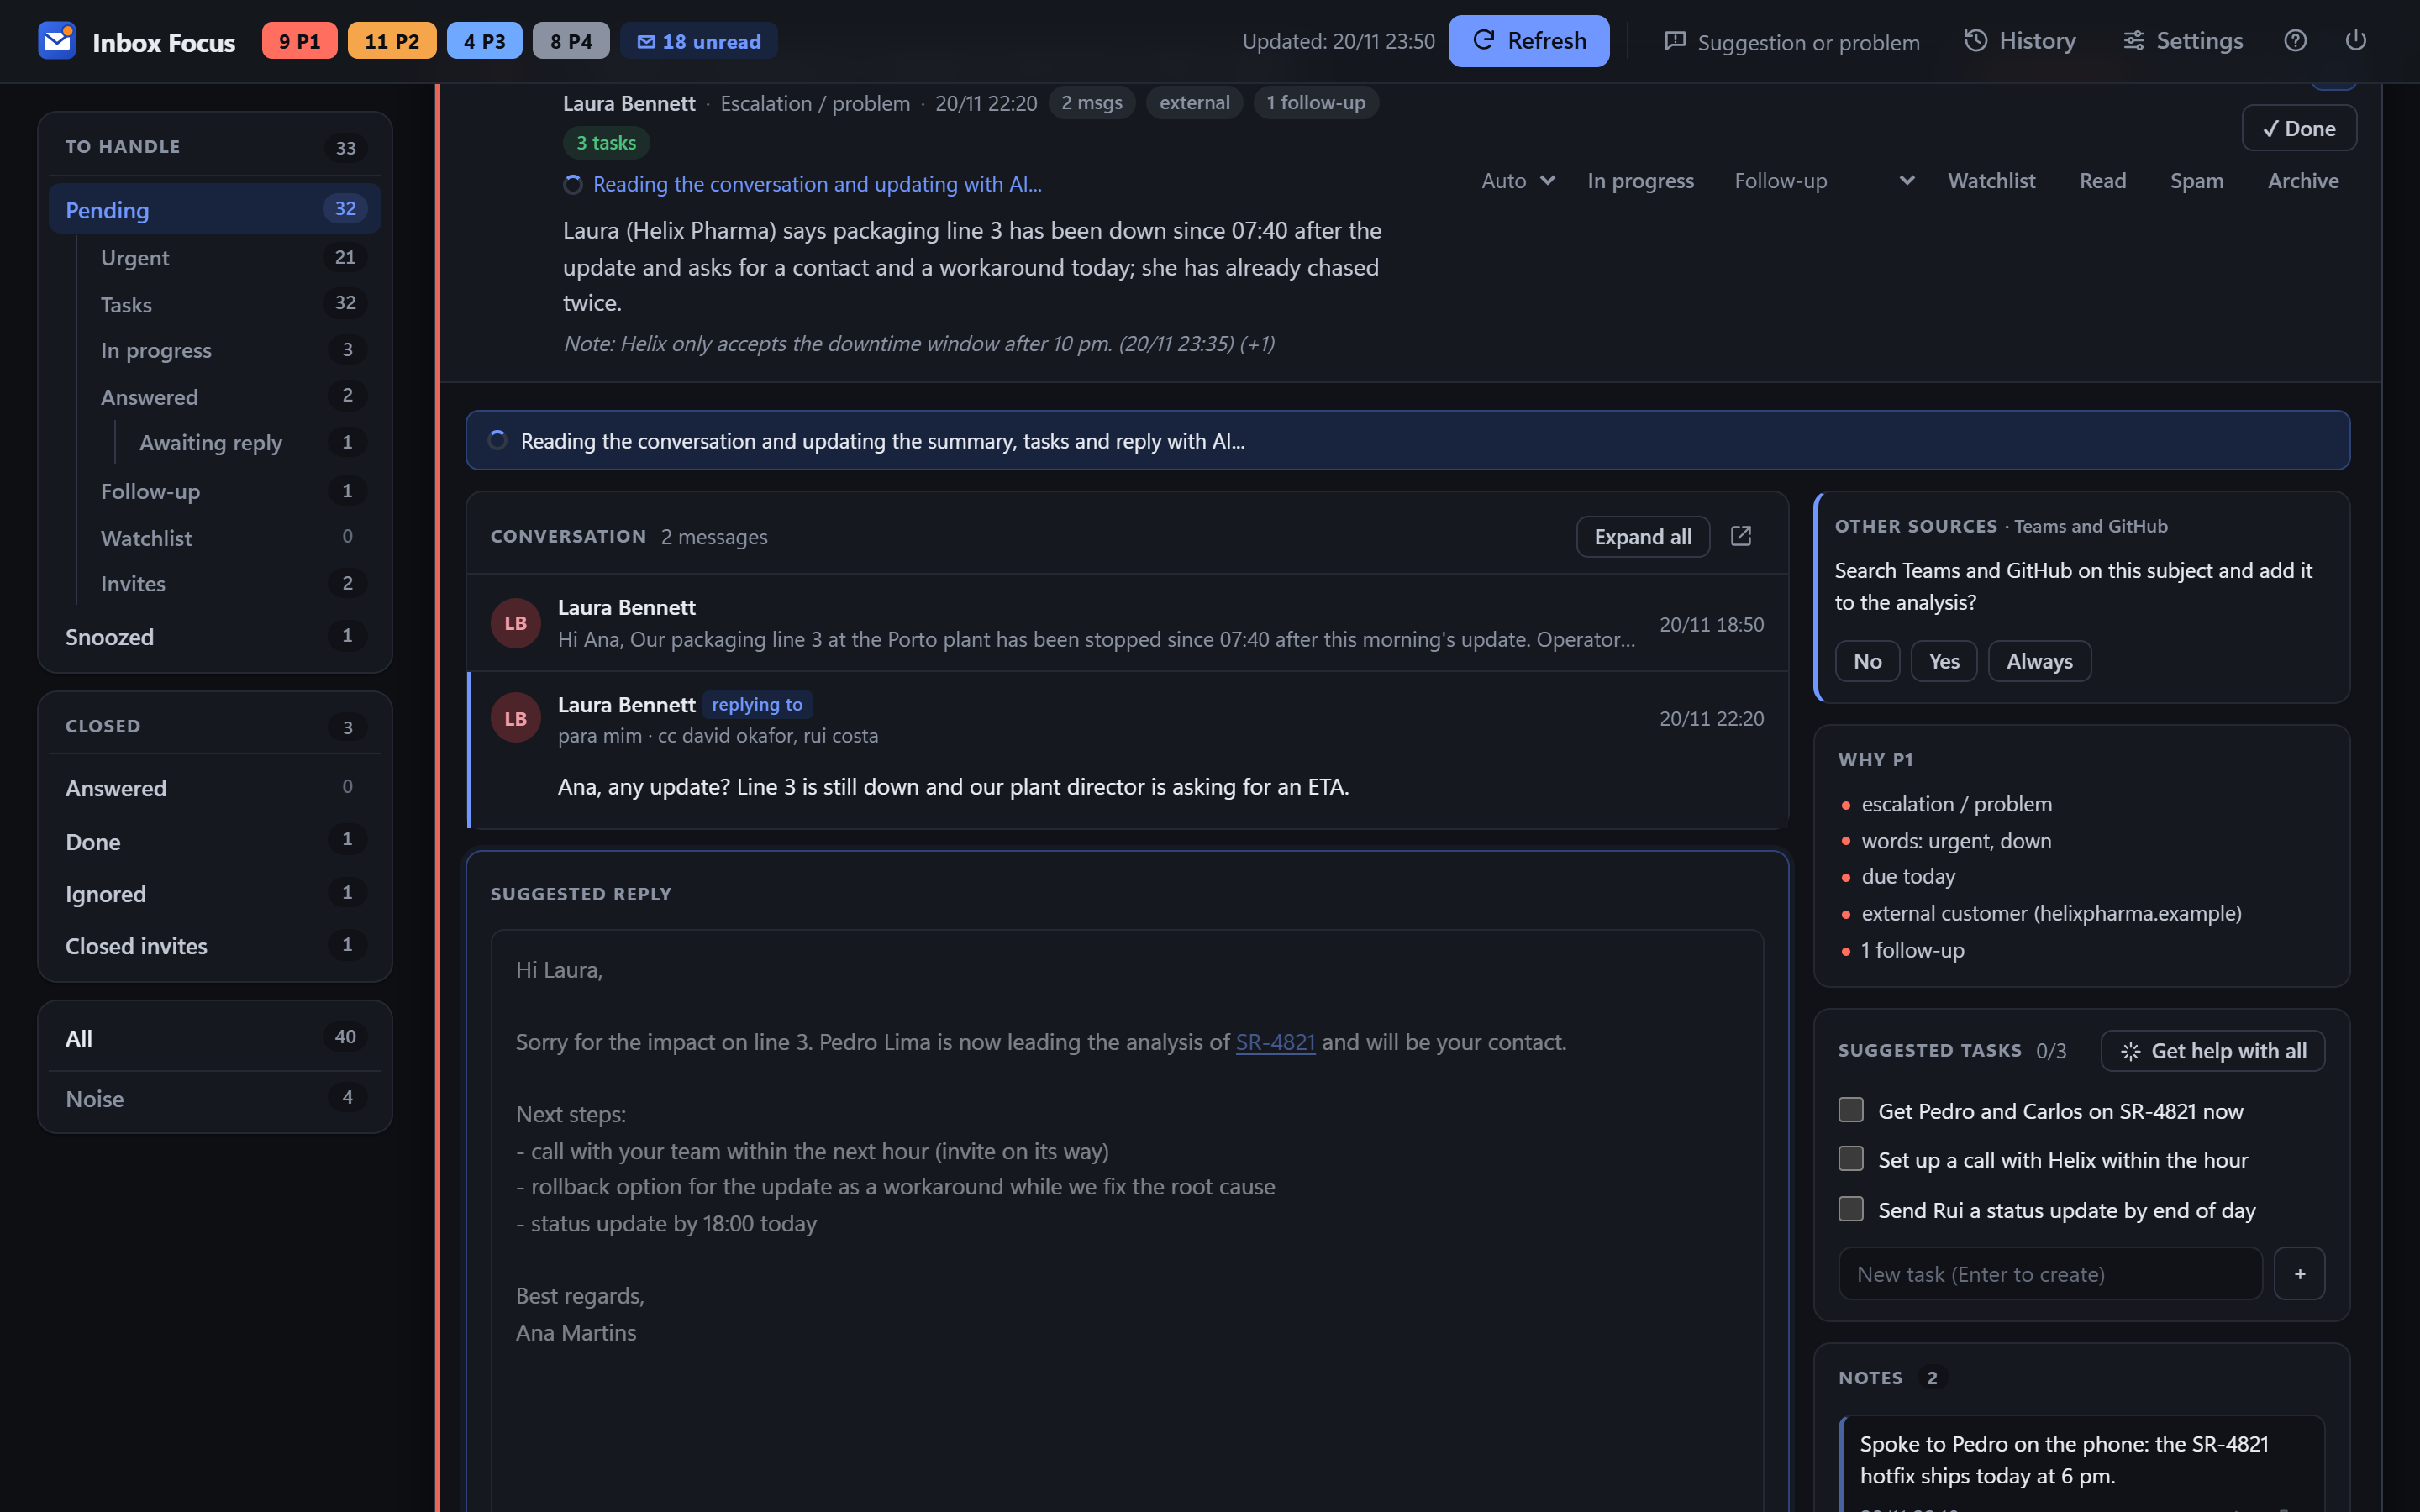 Inbox Focus
9 P1
11 P2
4 P3
8 P4
18 unread
Updated: 20/11 23:50
Refresh
Suggestion or problem
History
Settings
TO HANDLE 33
Pending 32
Urgent 21
Tasks 32
In progress 3
Answered 2
Awaiting reply 1
Follow-up 1
Watchlist 0
Invites 2
Snoozed 1
CLOSED 3
Answered 0
Done 1
Ignored 1
Closed invites 1
All 40
Noise 4
Laura Bennett · Escalation / problem · 20/11 22:20 2 msgs external 1 follow-up
3 tasks
Reading the conversation and updating with AI...
Laura (Helix Pharma) says packaging line 3 has been down since 07:40 after the
update and asks for a contact and a workaround today; she has already chased
twice.
Note: Helix only accepts the downtime window after 10 pm. (20/11 23:35) (+1)
✓ Done
Auto
In progress
Follow-up
Watchlist
Read
Spam
Archive
Reading the conversation and updating the summary, tasks and reply with AI...
CONVERSATION 2 messages
Expand all
LB
Laura Bennett
Hi Ana, Our packaging line 3 at the Porto plant has been stopped since 07:40 after this morning's update. Operator...
20/11 18:50
LB
Laura Bennett replying to
para mim · cc david okafor, rui costa
20/11 22:20
Ana, any update? Line 3 is still down and our plant director is asking for an ETA.
SUGGESTED REPLY
Hi Laura,
Sorry for the impact on line 3. Pedro Lima is now leading the analysis of SR-4821 and will be your contact.
Next steps:
- call with your team within the next hour (invite on its way)
- rollback option for the update as a workaround while we fix the root cause
- status update by 18:00 today
Best regards,
Ana Martins
OTHER SOURCES · Teams and GitHub
Search Teams and GitHub on this subject and add it
to the analysis?
No
Yes
Always
WHY P1
escalation / problem
words: urgent, down
due today
external customer (helixpharma.example)
1 follow-up
SUGGESTED TASKS 0/3
Get help with all
Get Pedro and Carlos on SR-4821 now
Set up a call with Helix within the hour
Send Rui a status update by end of day
New task (Enter to create)
+
NOTES 2
Spoke to Pedro on the phone: the SR-4821
hotfix ships today at 6 pm.